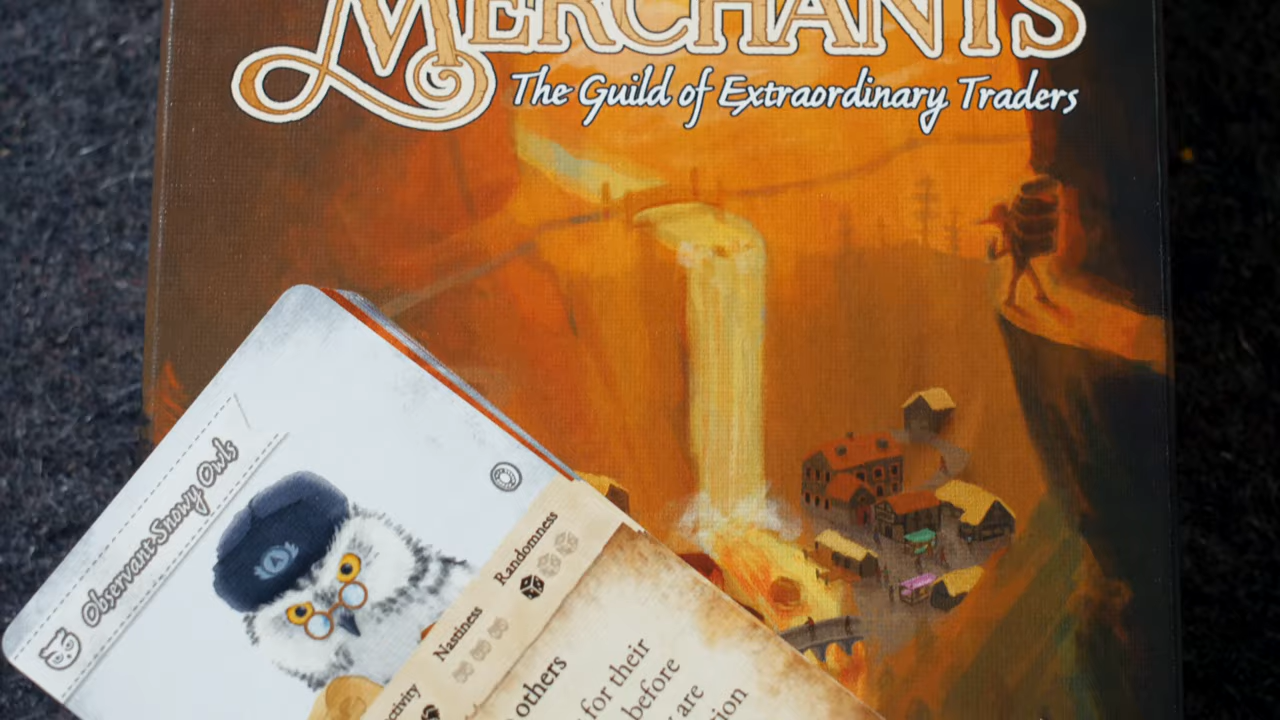 MERCHANTS
The Guild of Extraordinary Traders
Observant Snowy Owls
Randomness
Nastiness
others
for their
before
are